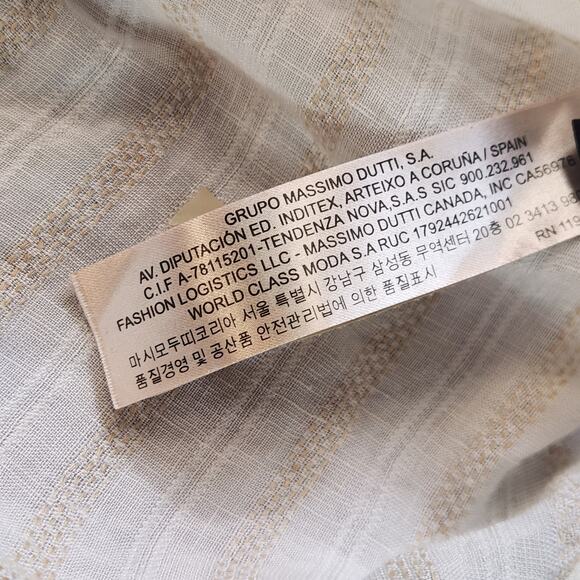 GRUPO MASSIMO DUTTI, S.A.
AV. DIPUTACIÓN ED. INDITEX, ARTEIXO A CORUÑA / SPAIN
C.I.F A-78115201-TENDENZA NOVA,S.A.S SIC 900.232.961
FASHION LOGISTICS LLC - MASSIMO DUTTI CANADA, INC CA56976
WORLD CLASS MODA S.A RUC 1792442621001
마시모두띠코리아 서울 특별시 강남구 삼성동 무역센터 20층 02 3413 98
품질경영 및 공산품 안전관리법에 의한 품질표시
RN 113